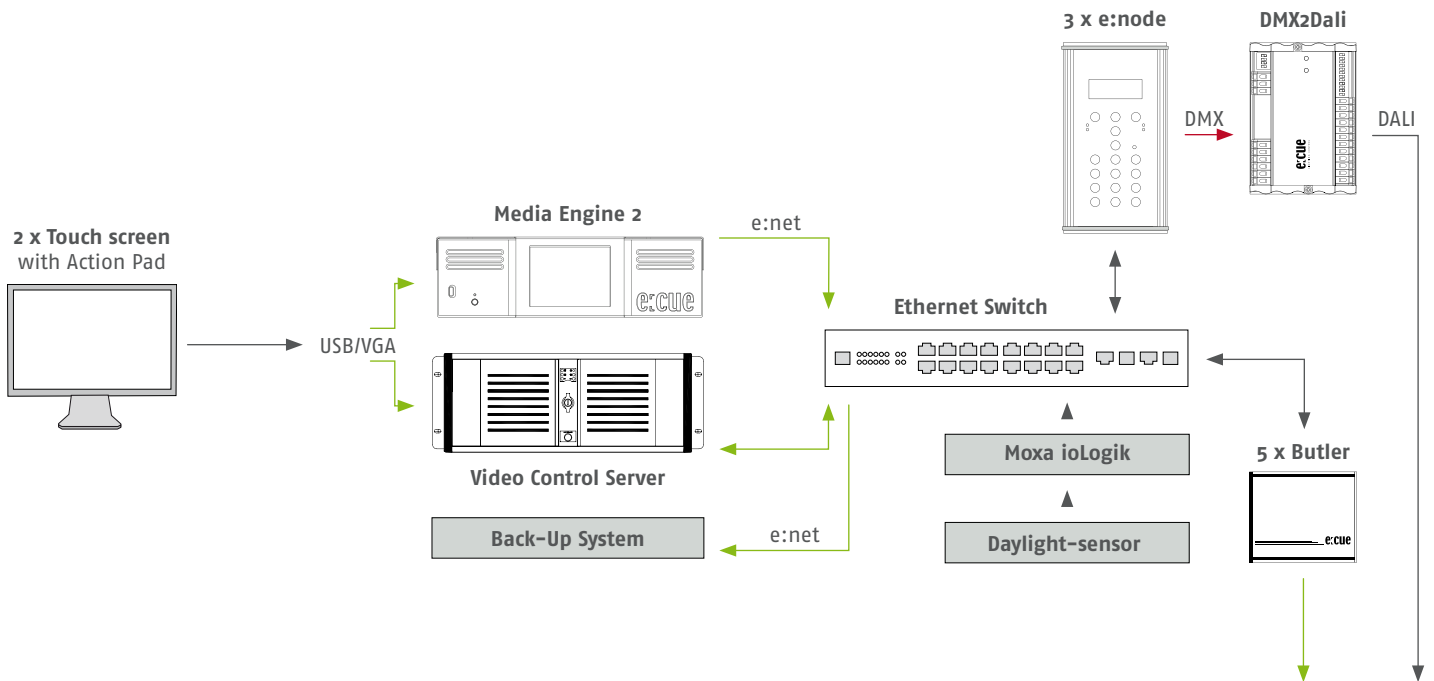 3 x e:node
DMX2Dali
DMX
DALI
e:cue
Media Engine 2
e:net
2 x Touch screen
with Action Pad
e:cue
Ethernet Switch
USB/VGA
Moxa ioLogik
5 x Butler
Video Control Server
Back-Up System
e:net
Daylight-sensor
e:cue